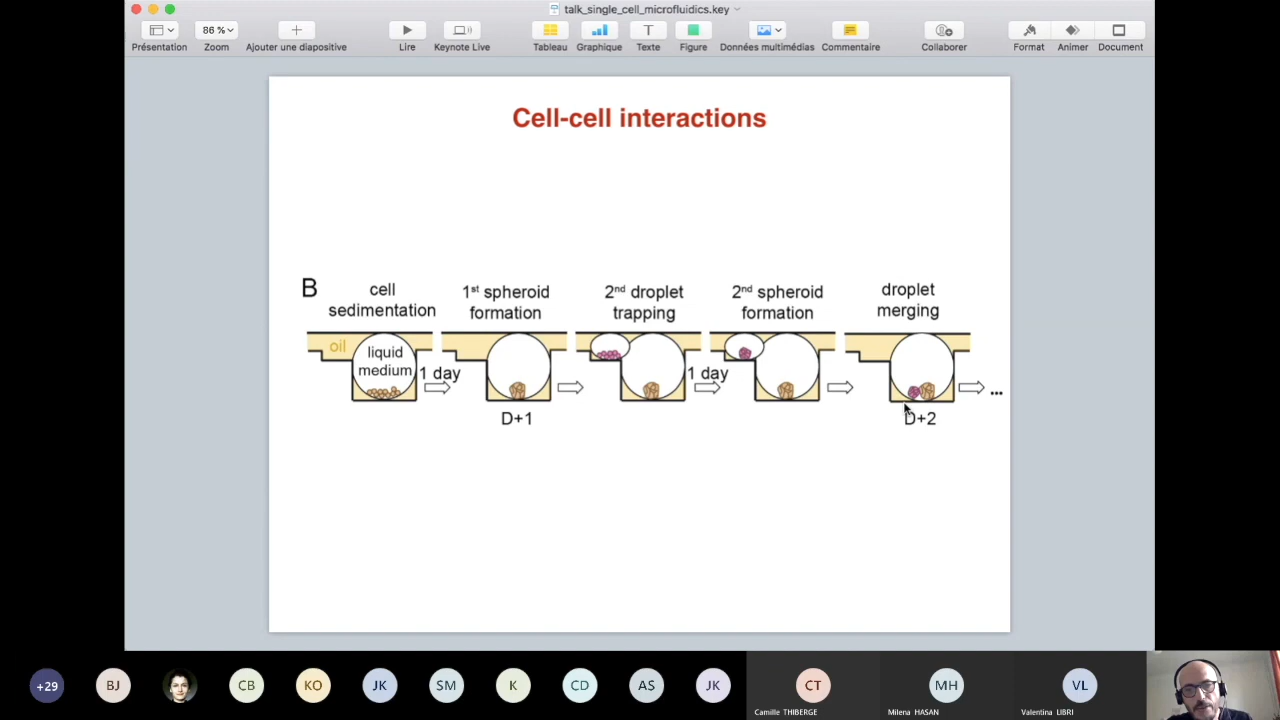 talk_single_cell_microfluidics.key
86 %
Présentation Zoom Ajouter une diapositive Lire Keynote Live Tableau Graphique Texte Figure Données multimédias Commentaire Collaborer Format Animer Document
Cell-cell interactions
B
cell
sedimentation
1st spheroid
formation
2nd droplet
trapping
2nd spheroid
formation
droplet
merging
oil
liquid
medium
1 day
1 day
...
D+1
D+2
+29 BJ CB KO JK SM K CD AS JK CT MH VL
Camille THIBERGE Milena HASAN Valentina LIBRI